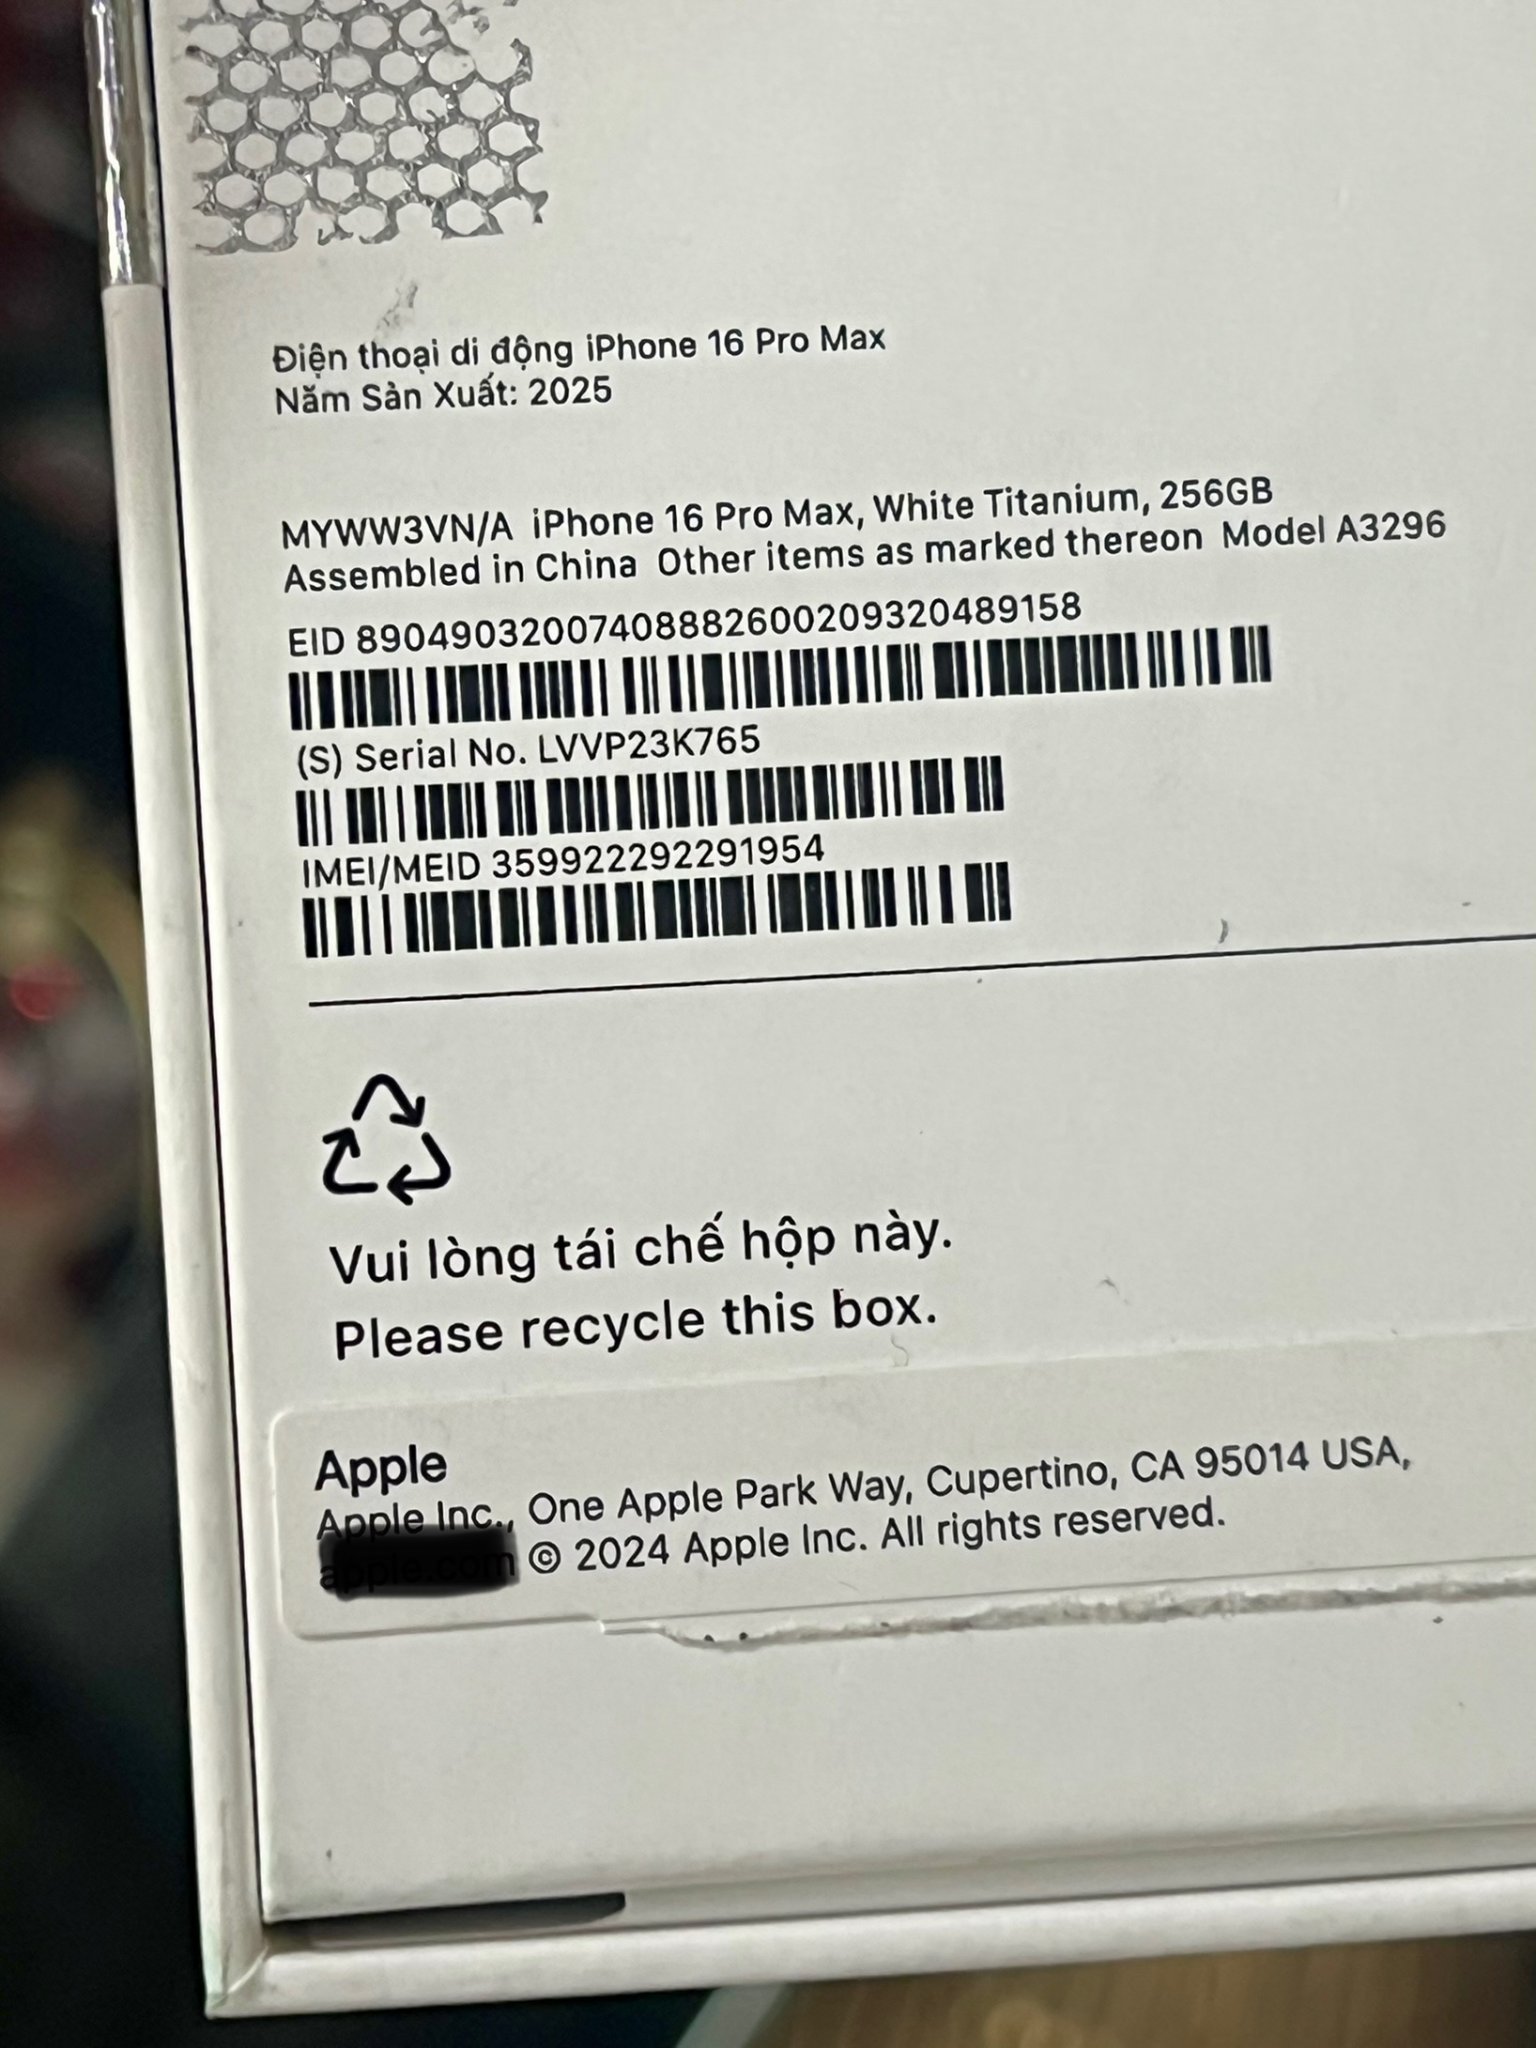 Điện thoại di động iPhone 16 Pro Max
Năm Sản Xuất: 2025
MYWW3VN/A iPhone 16 Pro Max, White Titanium, 256GB
Assembled in China Other items as marked thereon Model A3296
EID 89049032007408882600209320489158
(S) Serial No. LVVP23K765
IMEI/MEID 359922292291954
Vui lòng tái chế hộp này.
Please recycle this box.
Apple
Apple Inc., One Apple Park Way, Cupertino, CA 95014 USA,
apple.com © 2024 Apple Inc. All rights reserved.